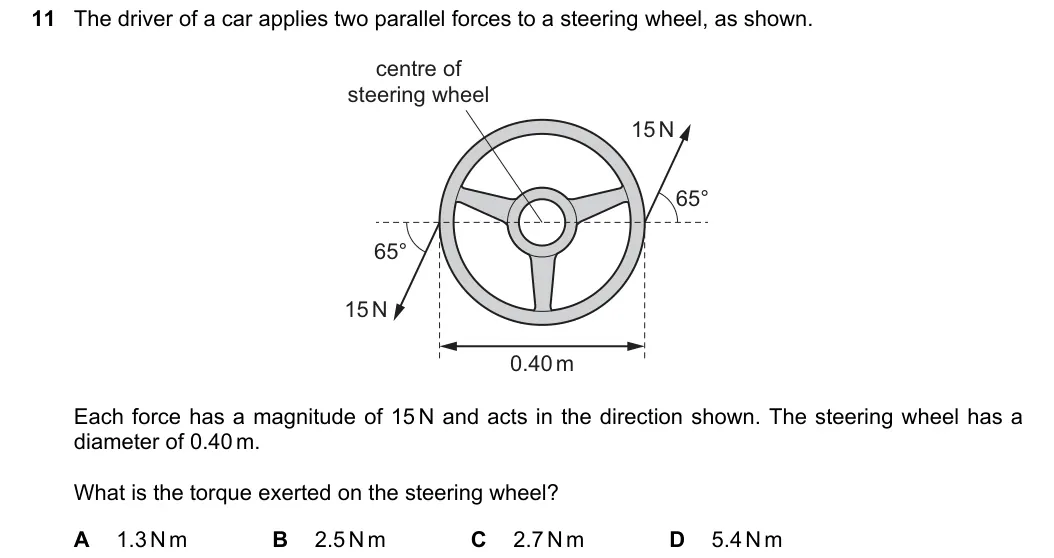 11 The driver of a car applies two parallel forces to a steering wheel, as shown.
centre of
steering wheel
15 N
65°
65°
15 N
0.40 m
Each force has a magnitude of 15 N and acts in the direction shown. The steering wheel has a
diameter of 0.40 m.
What is the torque exerted on the steering wheel?
A 1.3 N m B 2.5 N m C 2.7 N m D 5.4 N m